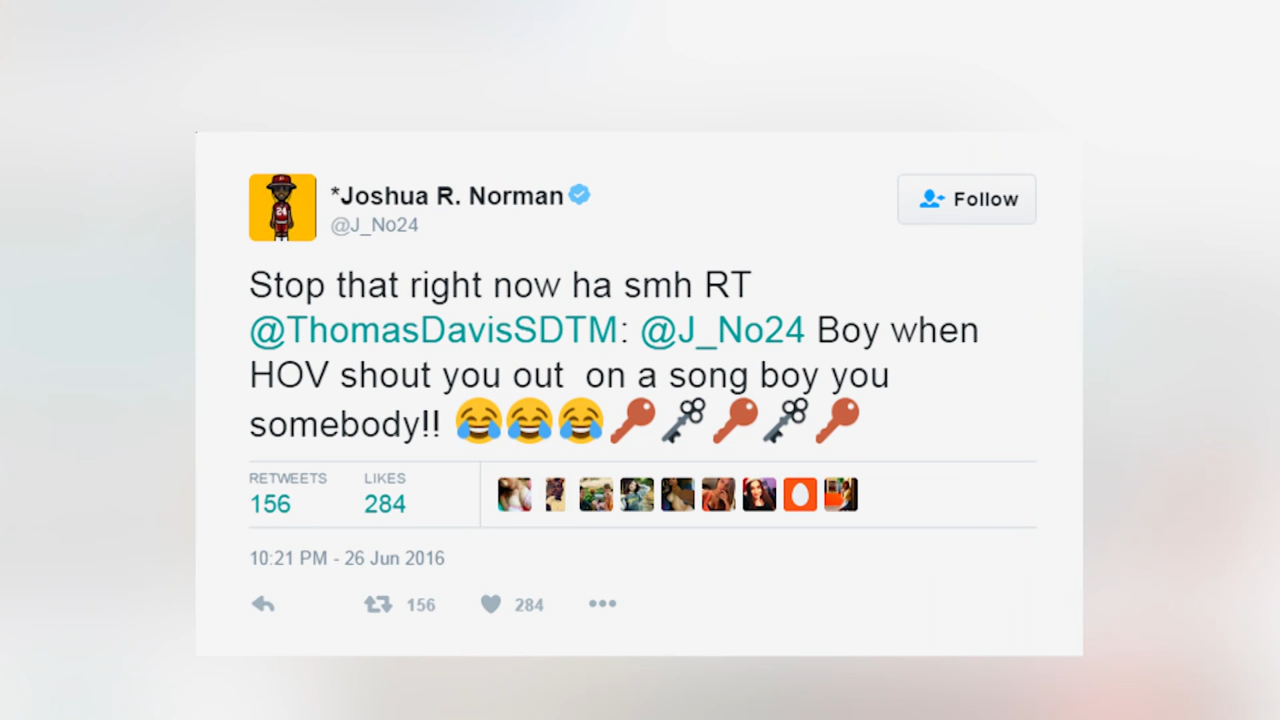 *Joshua R. Norman
@J_No24
Follow
Stop that right now ha smh RT
@ThomasDavisSDTM: @J_No24 Boy when
HOV shout you out on a song boy you
somebody!! 😂😂😂🔑🗝🔑🗝🔑
RETWEETS LIKES
156 284
10:21 PM - 26 Jun 2016
156 284